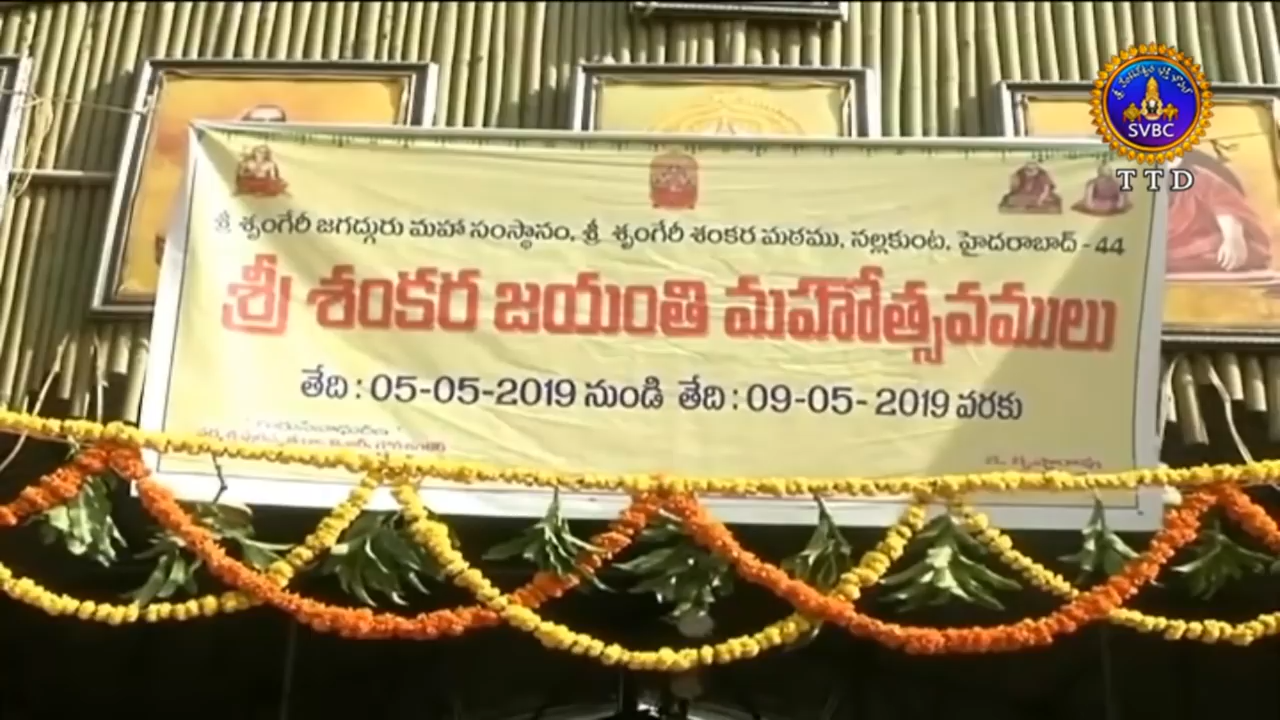 శ్రీ శృంగేరీ జగద్గురు మహా సంస్థానం, శ్రీ శృంగేరీ శంకర మఠము, నల్లకుంట, హైదరాబాద్ - 44
శ్రీ శంకర జయంతి మహోత్సవములు
తేది : 05-05-2019 నుండి తేది : 09-05-2019 వరకు
SVBC
TTD